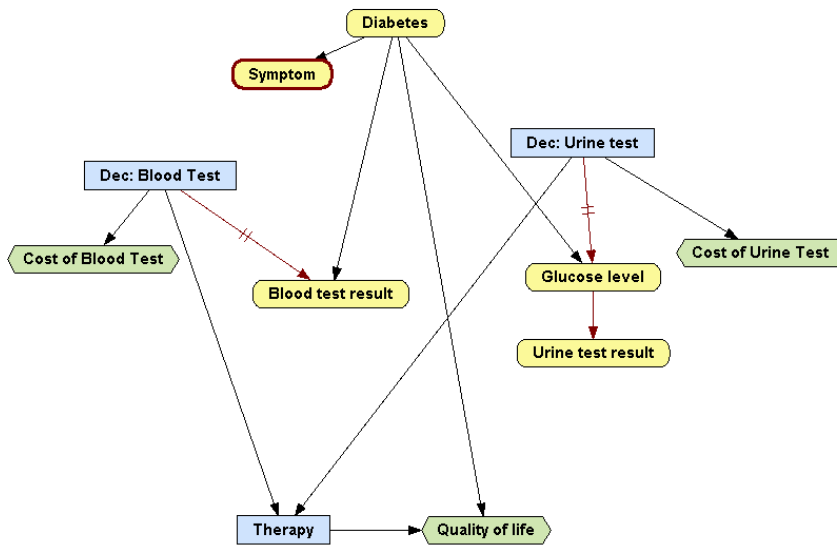 Diabetes
Symptom
Dec: Urine test
Dec: Blood Test
Cost of Blood Test
Cost of Urine Test
Blood test result
Glucose level
Urine test result
Therapy
Quality of life